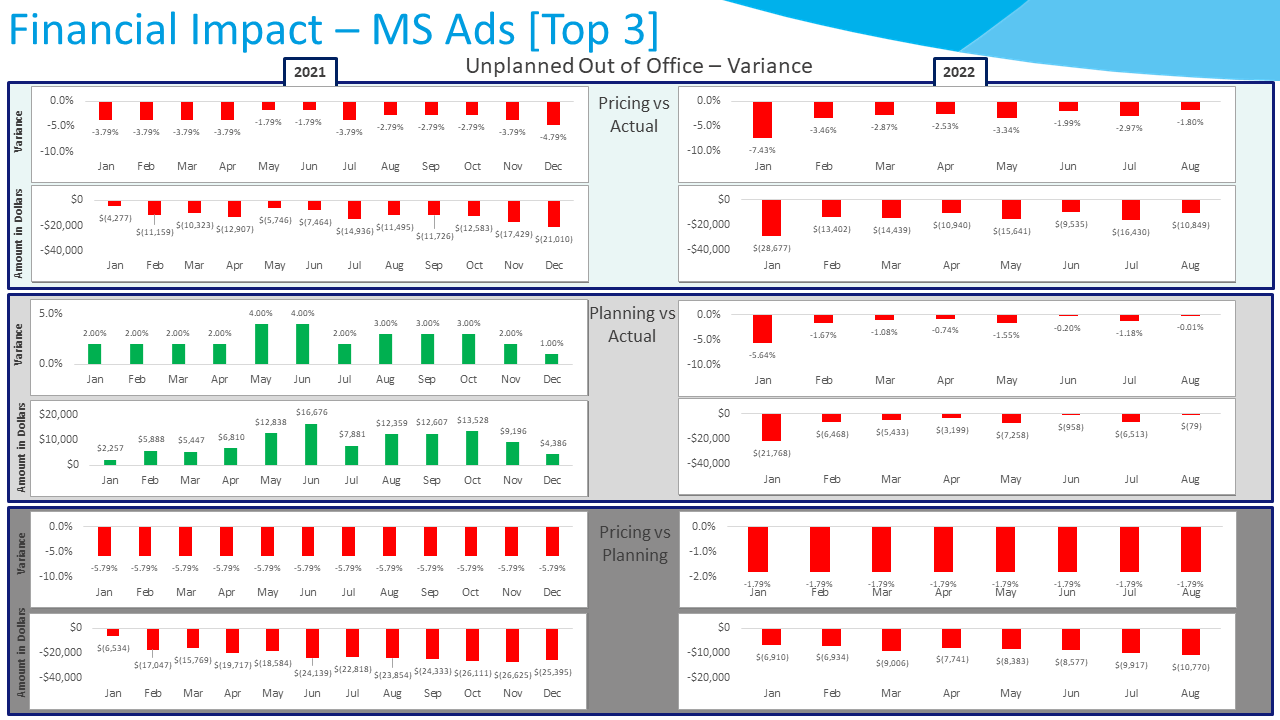 Financial Impact – MS Ads [Top 3]
Unplanned Out of Office – Variance
2021
2022
Pricing vs
Actual
Variance
0.0%
-5.0%
-10.0%
-3.79% -3.79% -3.79% -3.79% -1.79% -1.79% -3.79% -2.79% -2.79% -2.79% -3.79% -4.79%
Jan Feb Mar Apr May Jun Jul Aug Sep Oct Nov Dec
Amount in Dollars
$0
-$20,000
-$40,000
$(4,277) $(11,159) $(10,323) $(12,907) $(5,746) $(7,464) $(14,936) $(11,495) $(11,726) $(12,583) $(17,429) $(21,010)
Jan Feb Mar Apr May Jun Jul Aug Sep Oct Nov Dec
0.0%
-5.0%
-10.0%
-7.43% -3.46% -2.87% -2.53% -3.34% -1.99% -2.97% -1.80%
Jan Feb Mar Apr May Jun Jul Aug
$0
-$20,000
-$40,000
$(28,677) $(13,402) $(14,439) $(10,940) $(15,641) $(9,535) $(16,430) $(10,849)
Jan Feb Mar Apr May Jun Jul Aug
Planning vs
Actual
Variance
5.0%
0.0%
2.00% 2.00% 2.00% 2.00% 4.00% 4.00% 2.00% 3.00% 3.00% 3.00% 2.00% 1.00%
Jan Feb Mar Apr May Jun Jul Aug Sep Oct Nov Dec
Amount in Dollars
$20,000
$10,000
$0
$2,257 $5,888 $5,447 $6,810 $12,838 $16,676 $7,881 $12,359 $12,607 $13,528 $9,196 $4,386
Jan Feb Mar Apr May Jun Jul Aug Sep Oct Nov Dec
0.0%
-5.0%
-10.0%
-5.64% -1.67% -1.08% -0.74% -1.55% -0.20% -1.18% -0.01%
Jan Feb Mar Apr May Jun Jul Aug
$0
-$20,000
-$40,000
$(21,768) $(6,468) $(5,433) $(3,199) $(7,258) $(958) $(6,513) $(79)
Jan Feb Mar Apr May Jun Jul Aug
Pricing vs
Planning
Variance
0.0%
-5.0%
-10.0%
-5.79% -5.79% -5.79% -5.79% -5.79% -5.79% -5.79% -5.79% -5.79% -5.79% -5.79% -5.79%
Jan Feb Mar Apr May Jun Jul Aug Sep Oct Nov Dec
Amount in Dollars
$0
-$20,000
-$40,000
$(6,534) $(17,047) $(15,769) $(19,717) $(18,584) $(24,139) $(22,818) $(23,854) $(24,333) $(26,111) $(26,625) $(25,395)
Jan Feb Mar Apr May Jun Jul Aug Sep Oct Nov Dec
0.0%
-1.0%
-2.0%
-1.79% -1.79% -1.79% -1.79% -1.79% -1.79% -1.79% -1.79%
Jan Feb Mar Apr May Jun Jul Aug
$0
-$10,000
-$20,000
$(6,910) $(6,934) $(9,006) $(7,741) $(8,383) $(8,577) $(9,917) $(10,770)
Jan Feb Mar Apr May Jun Jul Aug